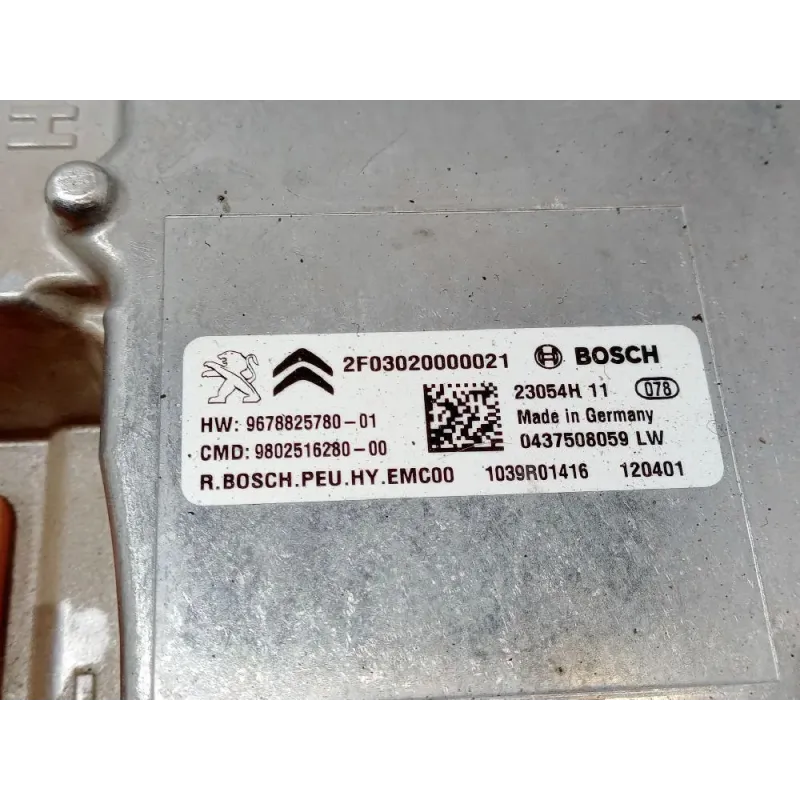 H
2F03020000021 BOSCH
23054H 11 078
HW: 9678825780-01 Made in Germany
CMD: 9802516280-00 0437508059 LW
R.BOSCH.PEU.HY.EMC00 1039R01416 120401